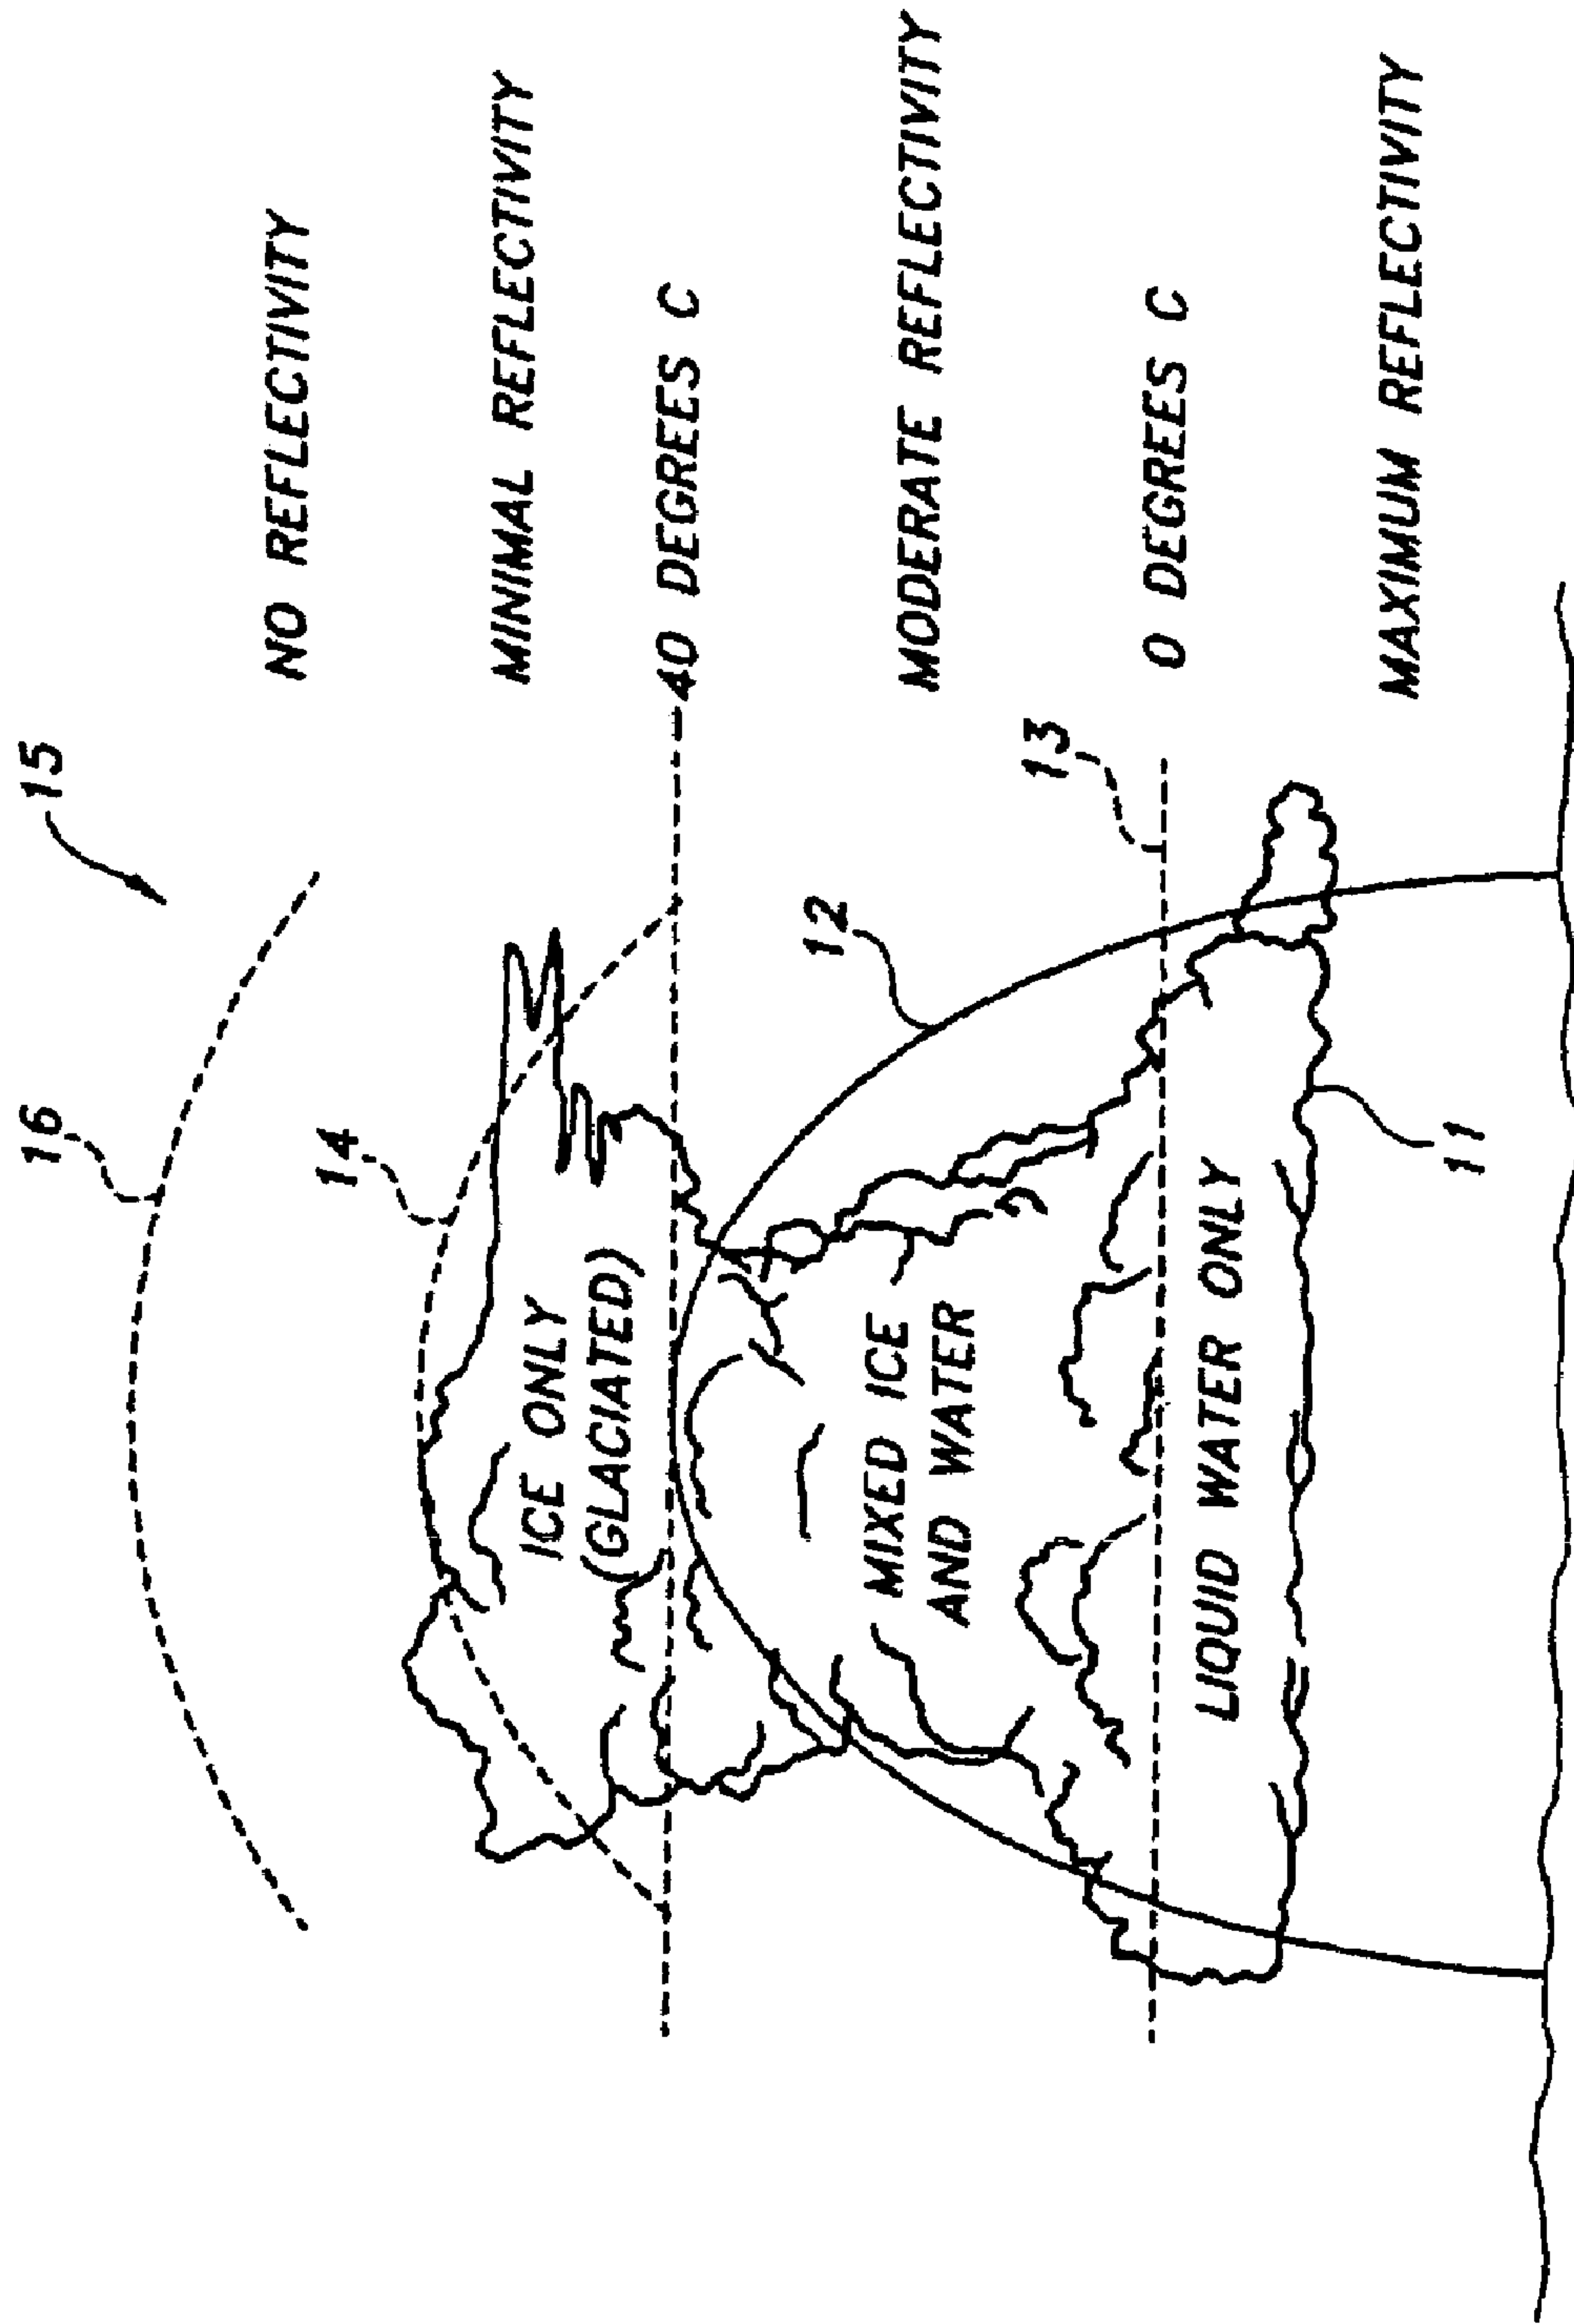 16
15
NO REFLECTIVITY
14
MINIMAL REFLECTIVITY
ICE ONLY
(GLACIATED)
-40 DEGREES C
12
MIXED ICE
AND WATER
MODERATE REFLECTIVITY
13
0 DEGREES C
LIQUID WATER ONLY
MAXIMUM REFLECTIVITY
11